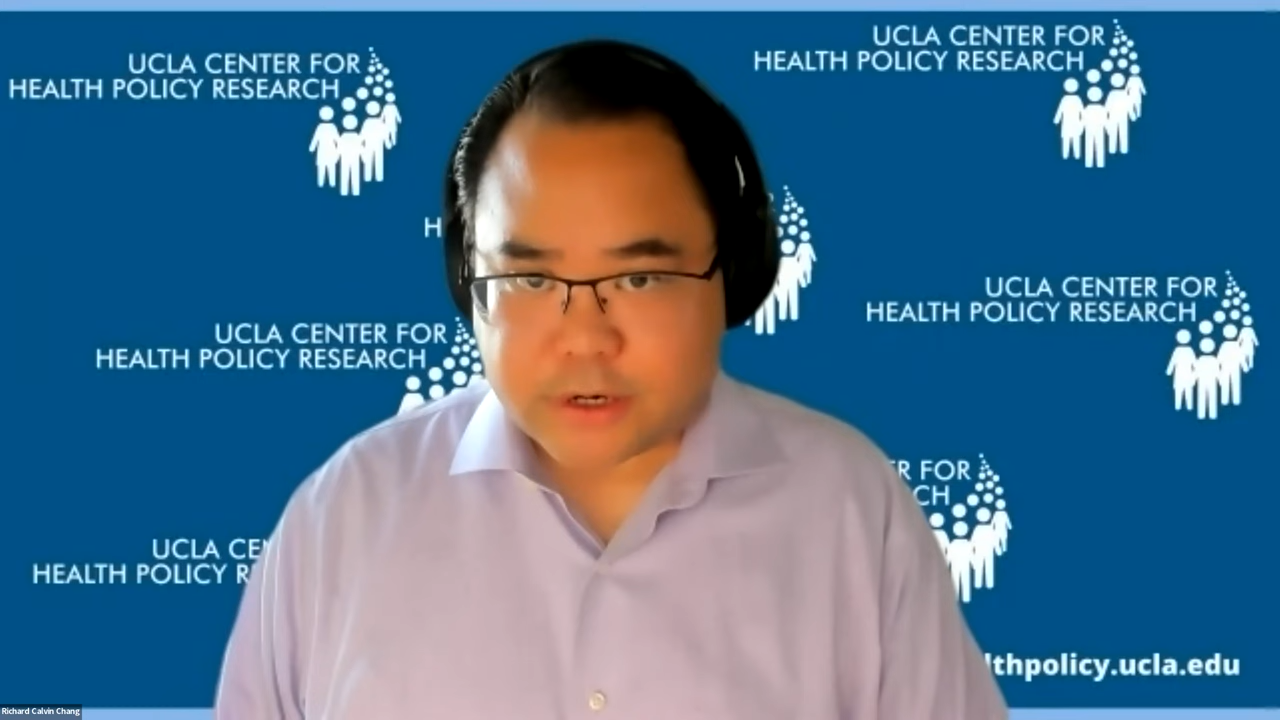 UCLA CENTER FOR
HEALTH POLICY RESEARCH
UCLA CENTER FOR
HEALTH POLICY RESEARCH
H
UCLA CENTER FOR
HEALTH POLICY RESEARCH
UCLA CENTER FOR
HEALTH POLICY RESEARCH
R FOR
CH
UCLA CE
HEALTH POLICY R
lthpolicy.ucla.edu
Richard Calvin Chang